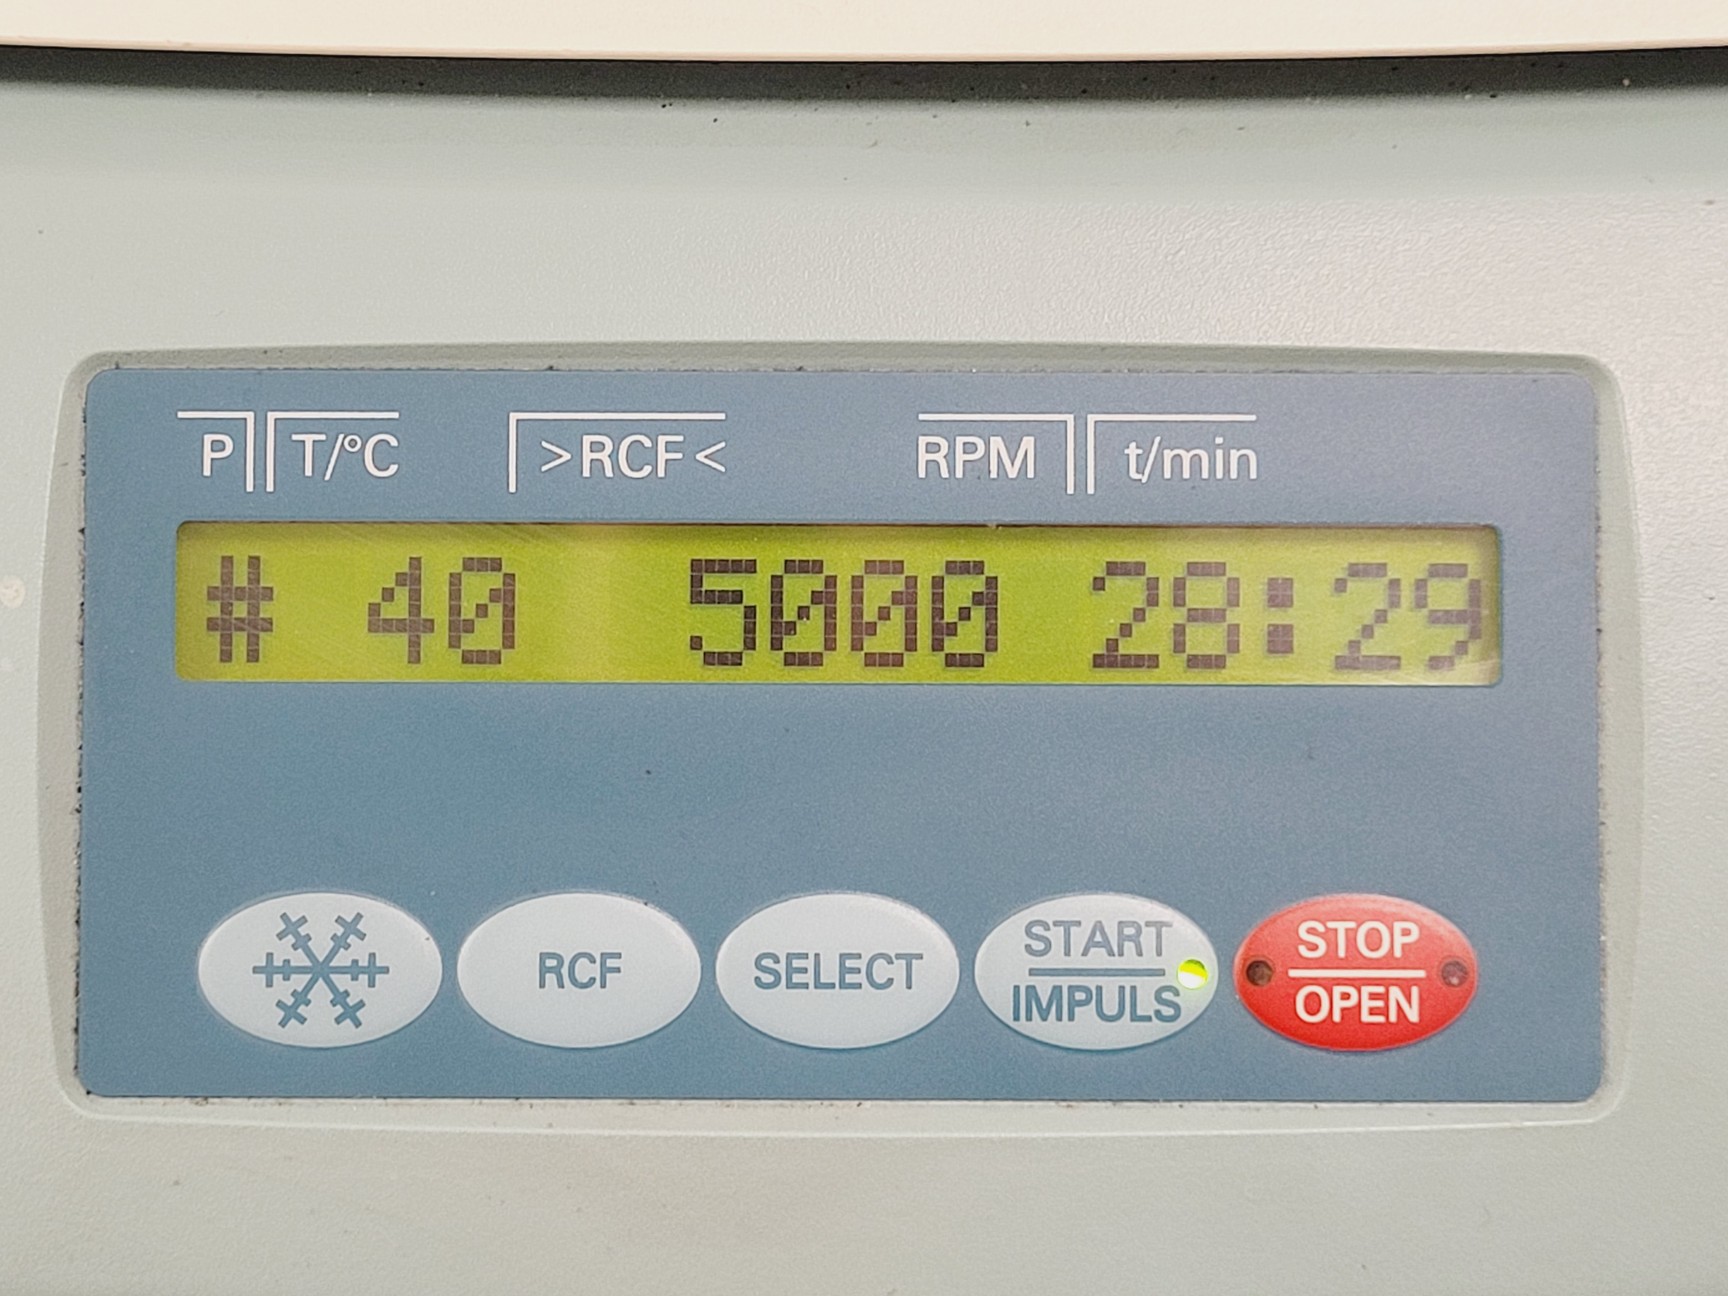 P T/°C >RCF< RPM t/min
# 40 5000 28:29
RCF SELECT START STOP
IMPULS OPEN